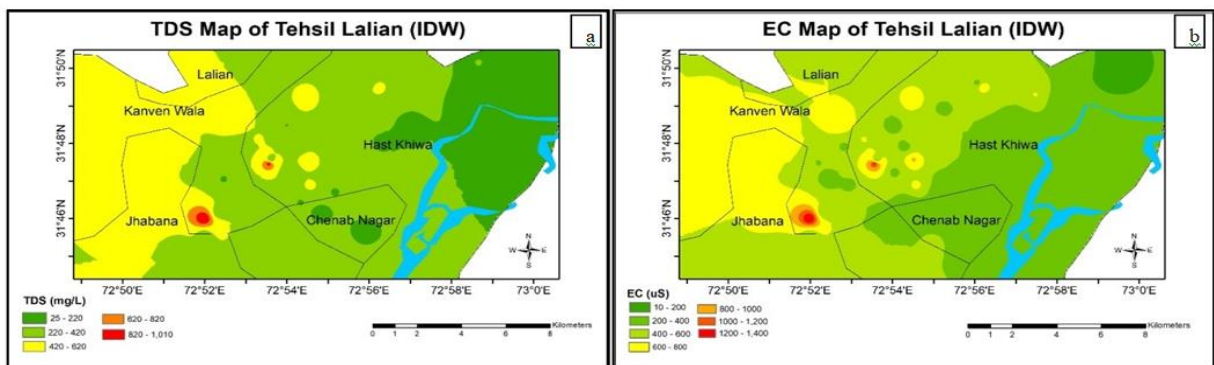 TDS Map of Tehsil Lalian (IDW)
a
31°50'N
31°48'N
31°46'N
Lalian
Kanven Wala
Hast Khiwa
Jhabana
Chenab Nagar
N
W E
S
72°50'E 72°52'E 72°54'E 72°56'E 72°58'E 73°0'E
TDS (mg/L)
25 - 220
220 - 420
420 - 620
620 - 820
820 - 1,010
0 2 4 6 8 Kilometers
EC Map of Tehsil Lalian (IDW)
b
31°50'N
31°48'N
31°46'N
Lalian
Kanven Wala
Hast Khiwa
Jhabana
Chenab Nagar
N
W E
S
72°50'E 72°52'E 72°54'E 72°56'E 72°58'E 73°0'E
EC (uS)
10 - 200
200 - 400
400 - 600
600 - 800
800 - 1000
1000 - 1,200
1200 - 1,400
0 2 4 6 8 Kilometers